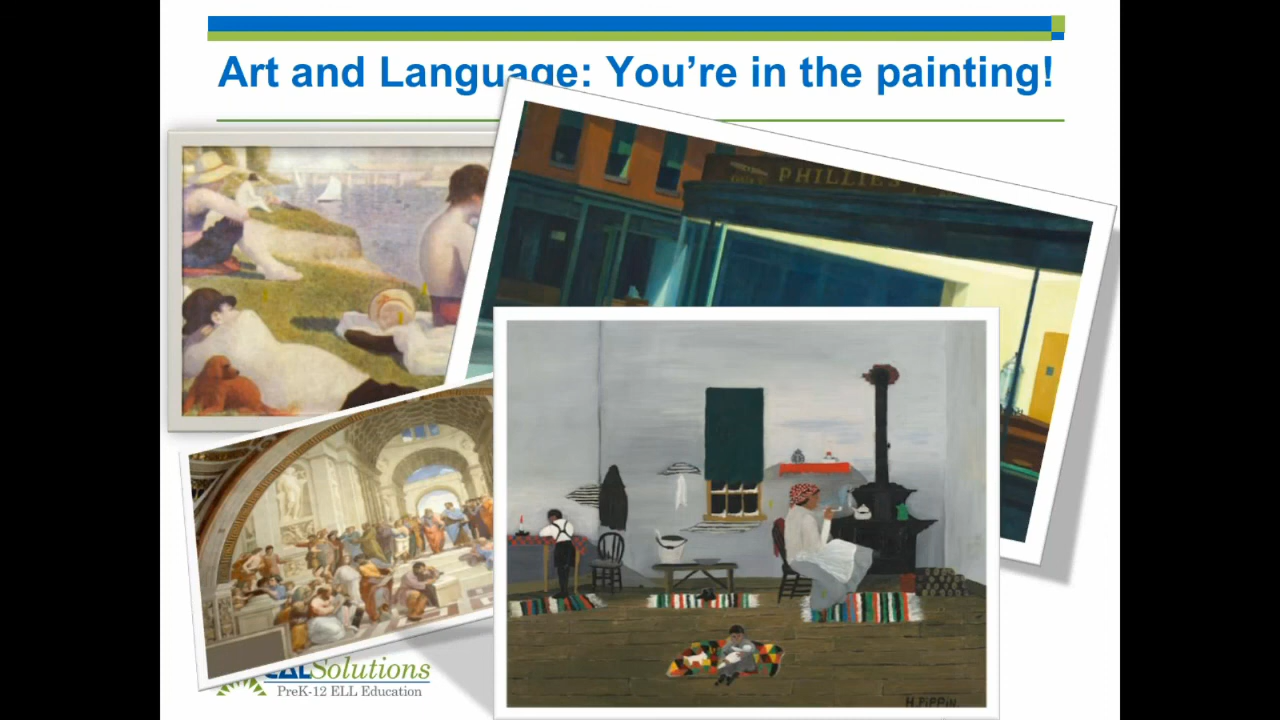 Art and Language: You’re in the painting!
PHILLIES
H.PiPPiN
CALSolutions
PreK-12 ELL Education